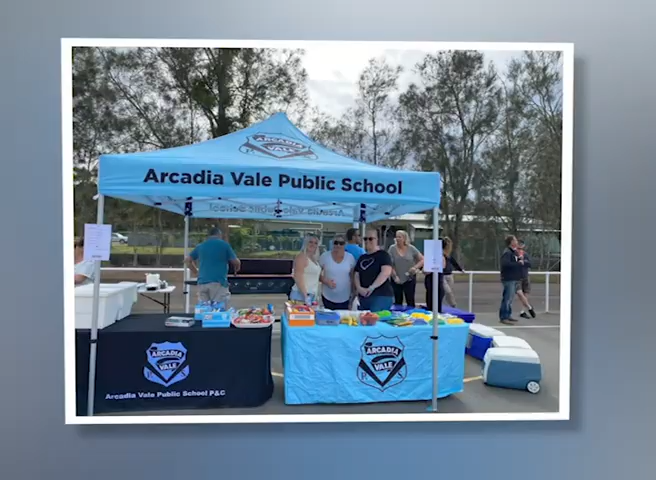 ARCADIA
VALE
Arcadia Vale Public School
ARCADIA
VALE
P. S.
Arcadia Vale Public School P&C
ARCADIA
VALE
P. S.